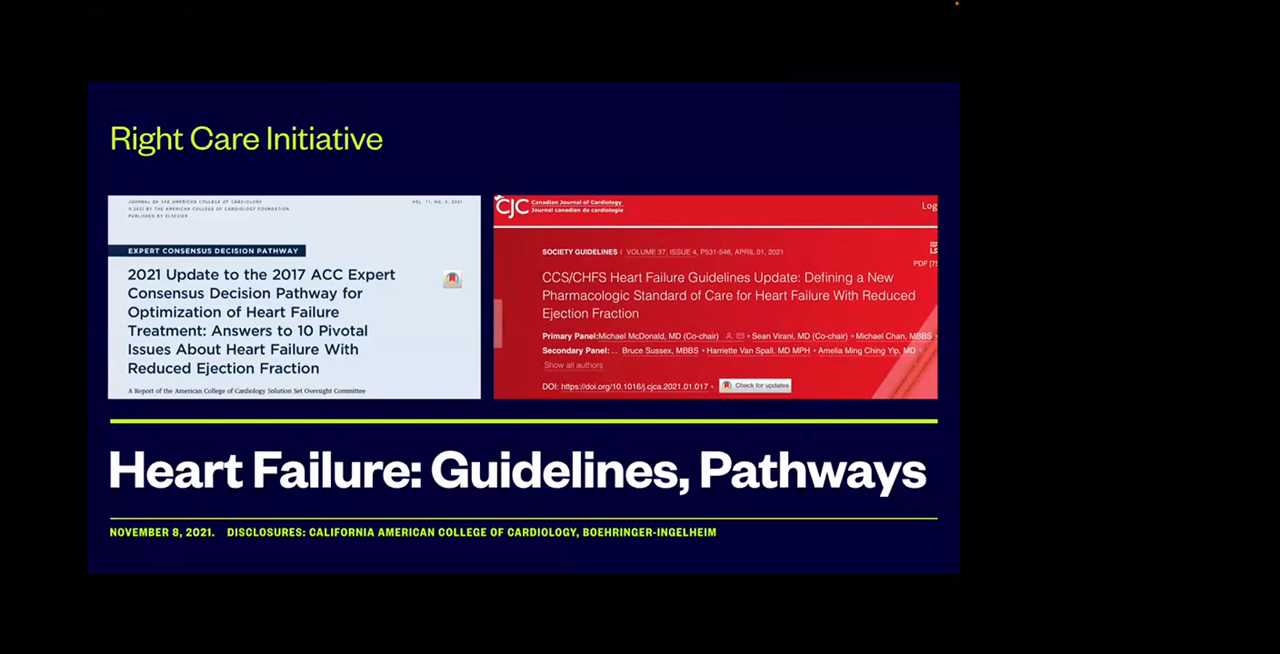 Right Care Initiative
JOURNAL OF THE AMERICAN COLLEGE OF CARDIOLOGY
© 2021 BY THE AMERICAN COLLEGE OF CARDIOLOGY FOUNDATION
PUBLISHED BY ELSEVIER
EXPERT CONSENSUS DECISION PATHWAY
2021 Update to the 2017 ACC Expert
Consensus Decision Pathway for
Optimization of Heart Failure
Treatment: Answers to 10 Pivotal
Issues About Heart Failure With
Reduced Ejection Fraction
A Report of the American College of Cardiology Solution Set Oversight Committee
CJC Canadian Journal of Cardiology
Journal canadien de cardiologie
Log
SOCIETY GUIDELINES | VOLUME 37, ISSUE 4, P531-546, APRIL 01, 2021
PDF [75
CCS/CHFS Heart Failure Guidelines Update: Defining a New
Pharmacologic Standard of Care for Heart Failure With Reduced
Ejection Fraction
Primary Panel:Michael McDonald, MD (Co-chair) • Sean Virani, MD (Co-chair) • Michael Chan, MBBS •
Secondary Panel: ... Bruce Sussex, MBBS • Harriette Van Spall, MD MPH • Amelia Ming Ching Yip, MD •
Show all authors
DOI: https://doi.org/10.1016/j.cjca.2021.01.017 • Check for updates
Heart Failure: Guidelines, Pathways
NOVEMBER 8, 2021. DISCLOSURES: CALIFORNIA AMERICAN COLLEGE OF CARDIOLOGY, BOEHRINGER-INGELHEIM